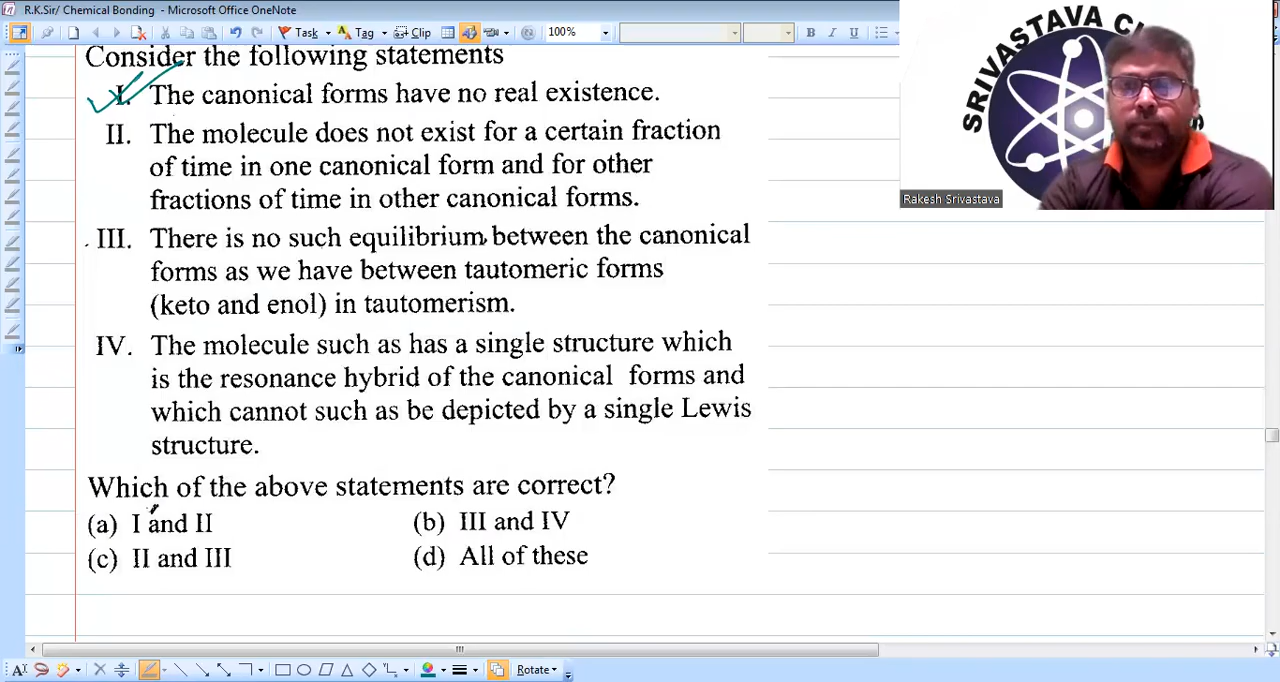 R.K.Sir/ Chemical Bonding - Microsoft Office OneNote
Task Tag Clip 100% B I U
SRIVASTAVA C
S
Rakesh Srivastava
Consider the following statements
I. The canonical forms have no real existence.
II. The molecule does not exist for a certain fraction
of time in one canonical form and for other
fractions of time in other canonical forms.
III. There is no such equilibrium between the canonical
forms as we have between tautomeric forms
(keto and enol) in tautomerism.
IV. The molecule such as has a single structure which
is the resonance hybrid of the canonical forms and
which cannot such as be depicted by a single Lewis
structure.
Which of the above statements are correct?
(a) I and II (b) III and IV
(c) II and III (d) All of these
Rotate